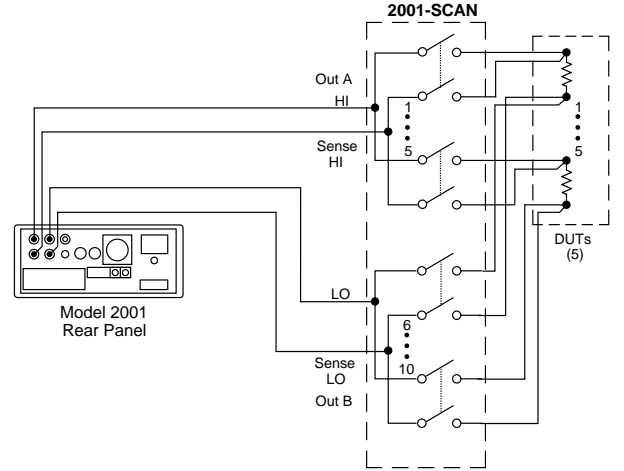 2001-SCAN
Out A
HI
1
5
Sense
HI
1
5
DUTs
(5)
Model 2001
Rear Panel
LO
6
10
Sense
LO
Out B